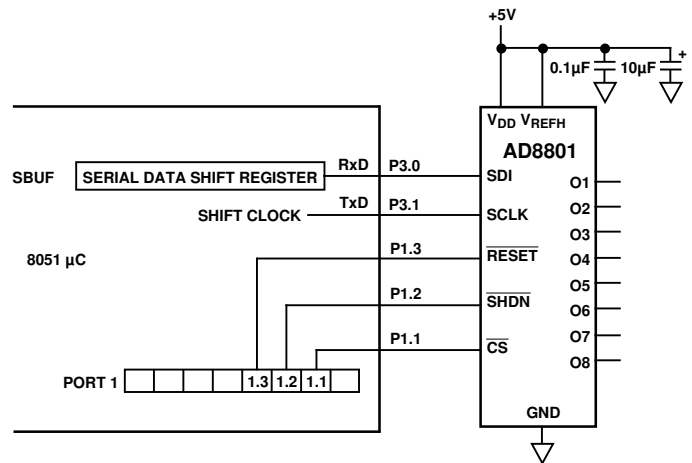 +5V
0.1µF 10µF +
VDD VREFH
AD8801
RxD P3.0
SBUF SERIAL DATA SHIFT REGISTER SDI O1
TxD P3.1
SHIFT CLOCK SCLK O2
O3
P1.3
8051 µC RESET O4
O5
P1.2
SHDN O6
O7
P1.1
CS O8
PORT 1 1.3 1.2 1.1
GND